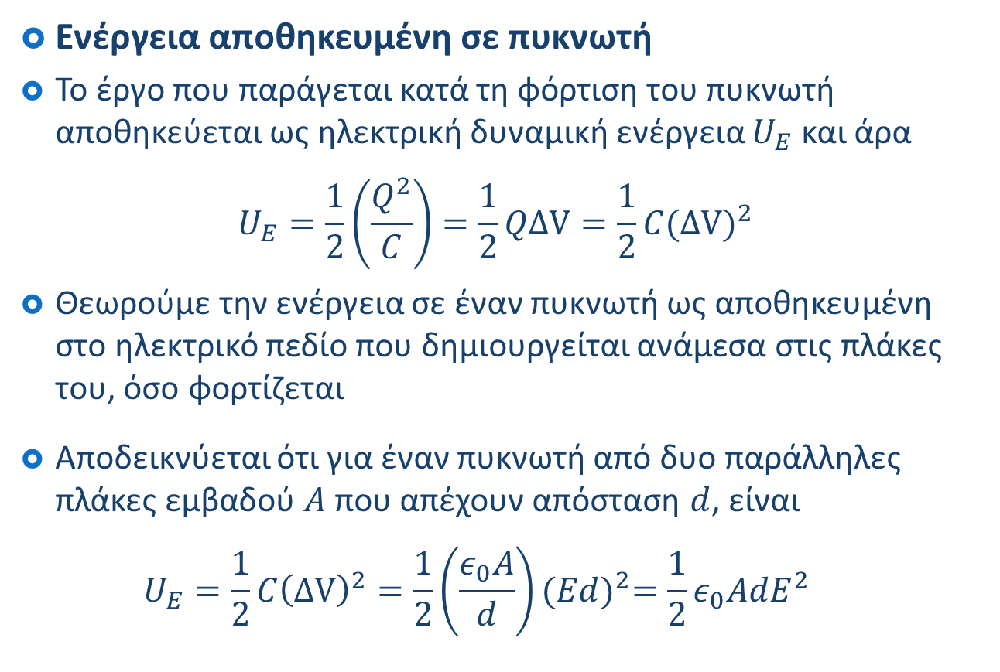 Ενέργεια αποθηκευμένη σε πυκνωτή
Το έργο που παράγεται κατά τη φόρτιση του πυκνωτή
αποθηκεύεται ως ηλεκτρική δυναμική ενέργεια $U_E$ και άρα
$U_E = \frac{1}{2}\left(\frac{Q^2}{C}\right) = \frac{1}{2}Q\Delta V = \frac{1}{2}C(\Delta V)^2$
Θεωρούμε την ενέργεια σε έναν πυκνωτή ως αποθηκευμένη
στο ηλεκτρικό πεδίο που δημιουργείται ανάμεσα στις πλάκες
του, όσο φορτίζεται
Αποδεικνύεται ότι για έναν πυκνωτή από δυο παράλληλες
πλάκες εμβαδού $A$ που απέχουν απόσταση $d$, είναι
$U_E = \frac{1}{2}C(\Delta V)^2 = \frac{1}{2}\left(\frac{\epsilon_0 A}{d}\right)(Ed)^2 = \frac{1}{2}\epsilon_0 AdE^2$